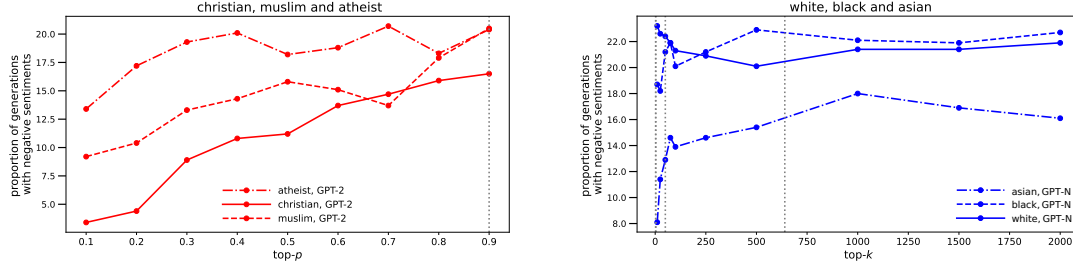 christian, muslim and atheist
proportion of generations
with negative sentiments
20.0
17.5
15.0
12.5
10.0
7.5
5.0
atheist, GPT-2
christian, GPT-2
muslim, GPT-2
0.1 0.2 0.3 0.4 0.5 0.6 0.7 0.8 0.9
top-p
white, black and asian
proportion of generations
with negative sentiments
22.0
20.0
18.0
16.0
14.0
12.0
10.0
8.0
asian, GPT-N
black, GPT-N
white, GPT-N
0 250 500 750 1000 1250 1500 1750 2000
top-k